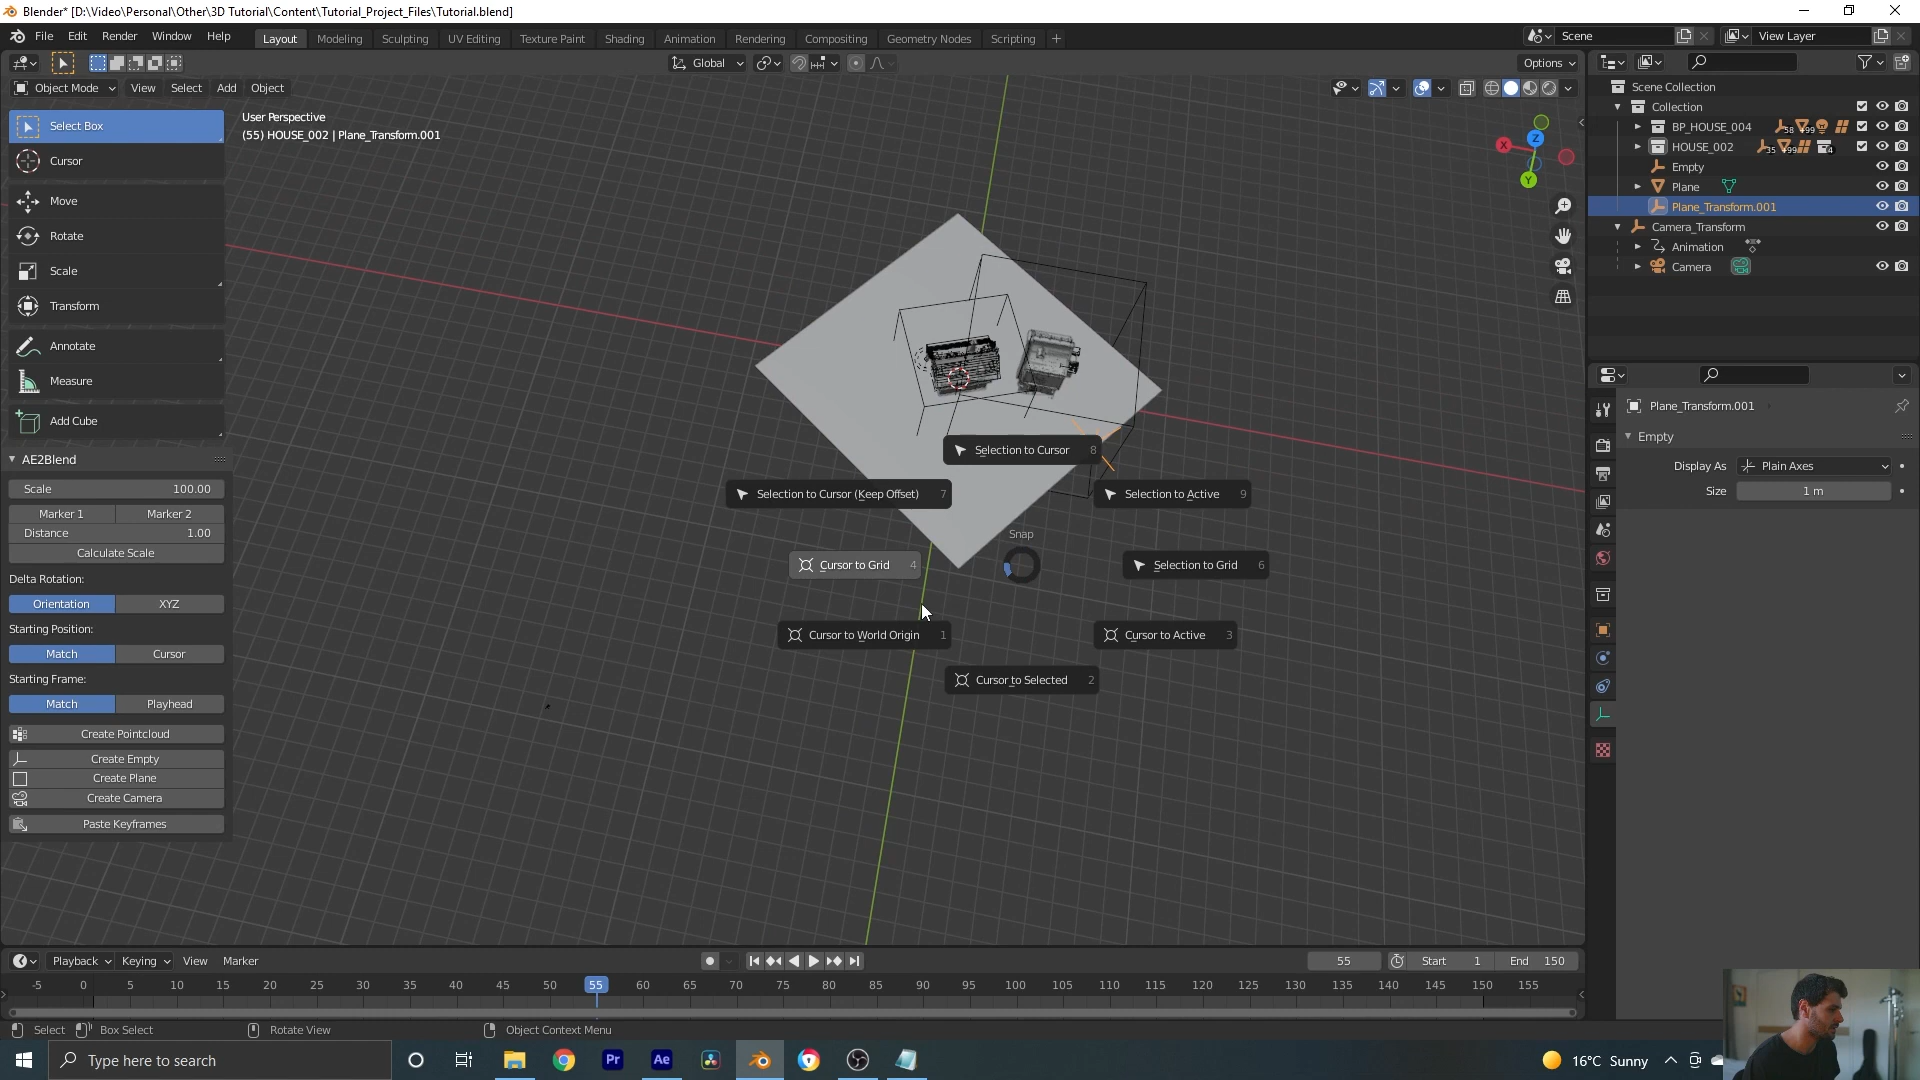 Blender* [D:\Video\Personal\Other\3D Tutorial\Content\Tutorial_Project_Files\Tutorial.blend]
File Edit Render Window Help
Layout Modeling Sculpting UV Editing Texture Paint Shading Animation Rendering Compositing Geometry Nodes Scripting +
Scene View Layer
Global Options
Object Mode View Select Add Object
User Perspective
(55) HOUSE_002 | Plane_Transform.001
Select Box
Cursor
Move
Rotate
Scale
Transform
Annotate
Measure
Add Cube
AE2Blend
Scale 100.00
Marker 1 Marker 2
Distance 1.00
Calculate Scale
Delta Rotation:
Orientation XYZ
Starting Position:
Match Cursor
Starting Frame:
Match Playhead
Create Pointcloud
Create Empty
Create Plane
Create Camera
Paste Keyframes
X
Z
Y
Selection to Cursor 8
Selection to Cursor (Keep Offset) 7
Selection to Active 9
Snap
Cursor to Grid 4
Selection to Grid 6
Cursor to World Origin 1
Cursor to Active 3
Cursor to Selected 2
Scene Collection
Collection
BP_HOUSE_004 58 +99
HOUSE_002 35 +99 4
Empty
Plane
Plane_Transform.001
Camera_Transform
Animation
Camera
Plane_Transform.001
Empty
Display As Plain Axes
Size 1 m
Playback Keying View Marker
55 Start 1 End 150
-5 0 5 10 15 20 25 30 35 40 45 50 55 60 65 70 75 80 85 90 95 100 105 110 115 120 125 130 135 140 145 150 155
Select Box Select Rotate View Object Context Menu
Type here to search
Pr Ae
16°C Sunny